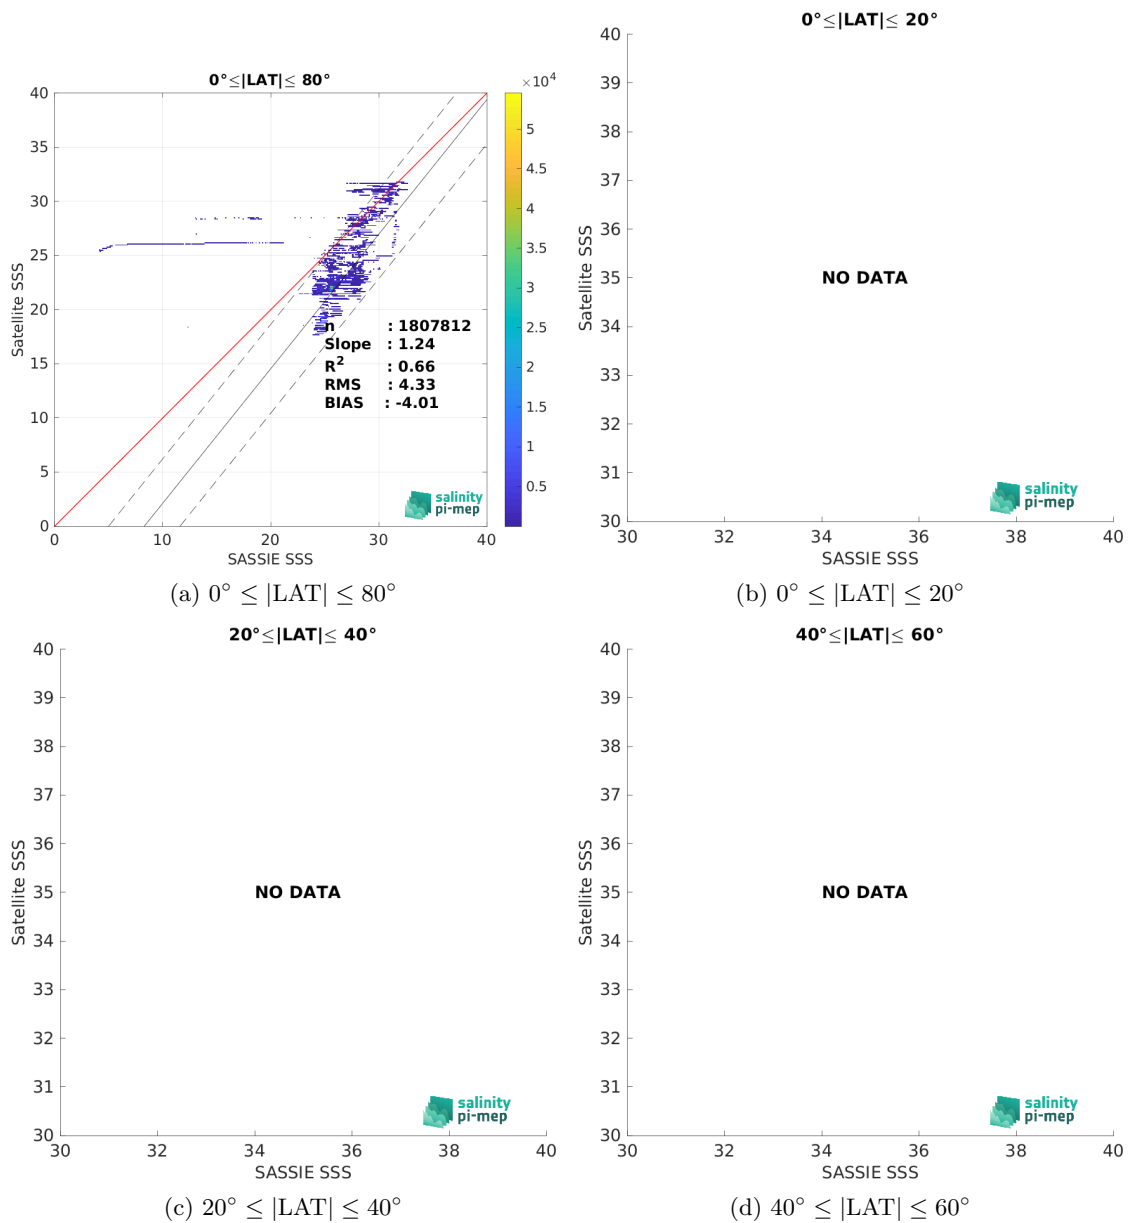 0°≤|LAT|≤ 80°
×10⁴
40
35
30
25
20
15
10
5
0
0 10 20 30 40
5
4.5
4
3.5
3
2.5
2
1.5
1
0.5
Satellite SSS
SASSIE SSS
n : 1807812
Slope : 1.24
R² : 0.66
RMS : 4.33
BIAS : -4.01
salinity
pi-mep
(a) 0° ≤ |LAT| ≤ 80°
0°≤|LAT|≤ 20°
40
39
38
37
36
35
34
33
32
31
30
30 32 34 36 38 40
Satellite SSS
SASSIE SSS
NO DATA
salinity
pi-mep
(b) 0° ≤ |LAT| ≤ 20°
20°≤|LAT|≤ 40°
40
39
38
37
36
35
34
33
32
31
30
30 32 34 36 38 40
Satellite SSS
SASSIE SSS
NO DATA
salinity
pi-mep
(c) 20° ≤ |LAT| ≤ 40°
40°≤|LAT|≤ 60°
40
39
38
37
36
35
34
33
32
31
30
30 32 34 36 38 40
Satellite SSS
SASSIE SSS
NO DATA
salinity
pi-mep
(d) 40° ≤ |LAT| ≤ 60°